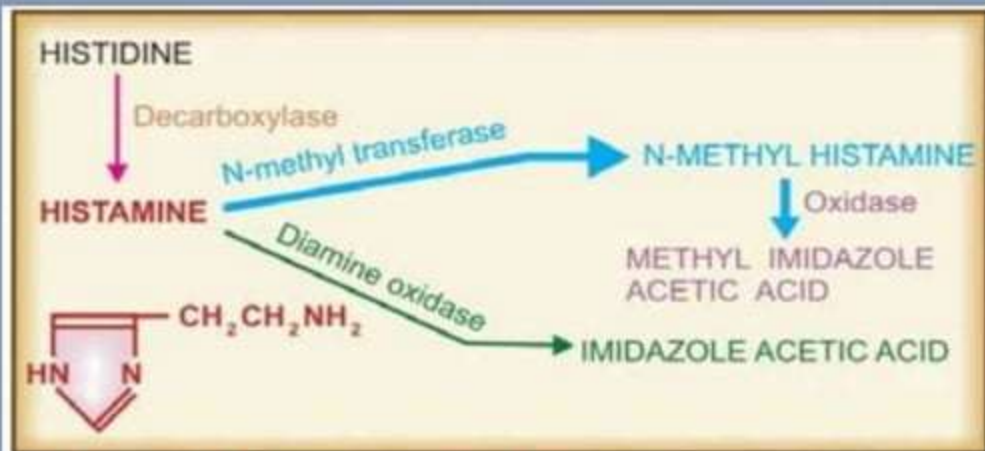 HISTIDINE
Decarboxylase
N-methyl transferase
N-METHYL HISTAMINE
HISTAMINE
Oxidase
Diamine oxidase
METHYL IMIDAZOLE
ACETIC ACID
CH₂CH₂NH₂
IMIDAZOLE ACETIC ACID
HN N